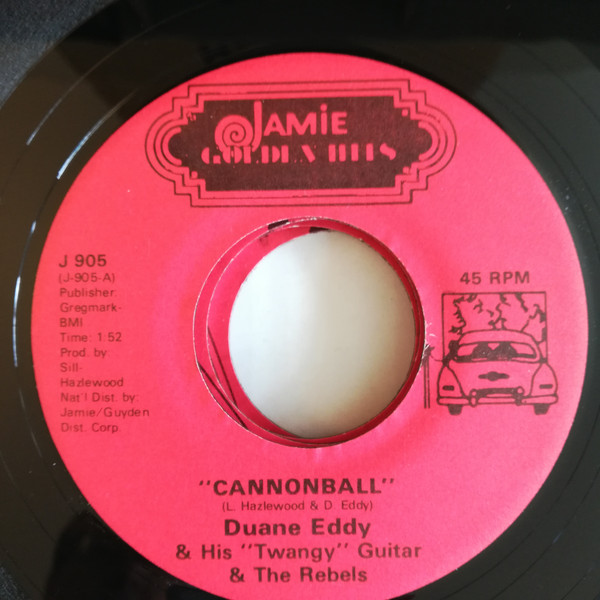 JAMiE
GOLDEN HITS
J 905
(J-905-A)
Publisher:
Gregmark-
BMI
Time: 1:52
Prod. by:
Sill-
Hazlewood
Nat'l Dist. by:
Jamie/Guyden
Dist. Corp.
45 RPM
"CANNONBALL"
(L. Hazlewood & D. Eddy)
Duane Eddy
& His "Twangy" Guitar
& The Rebels